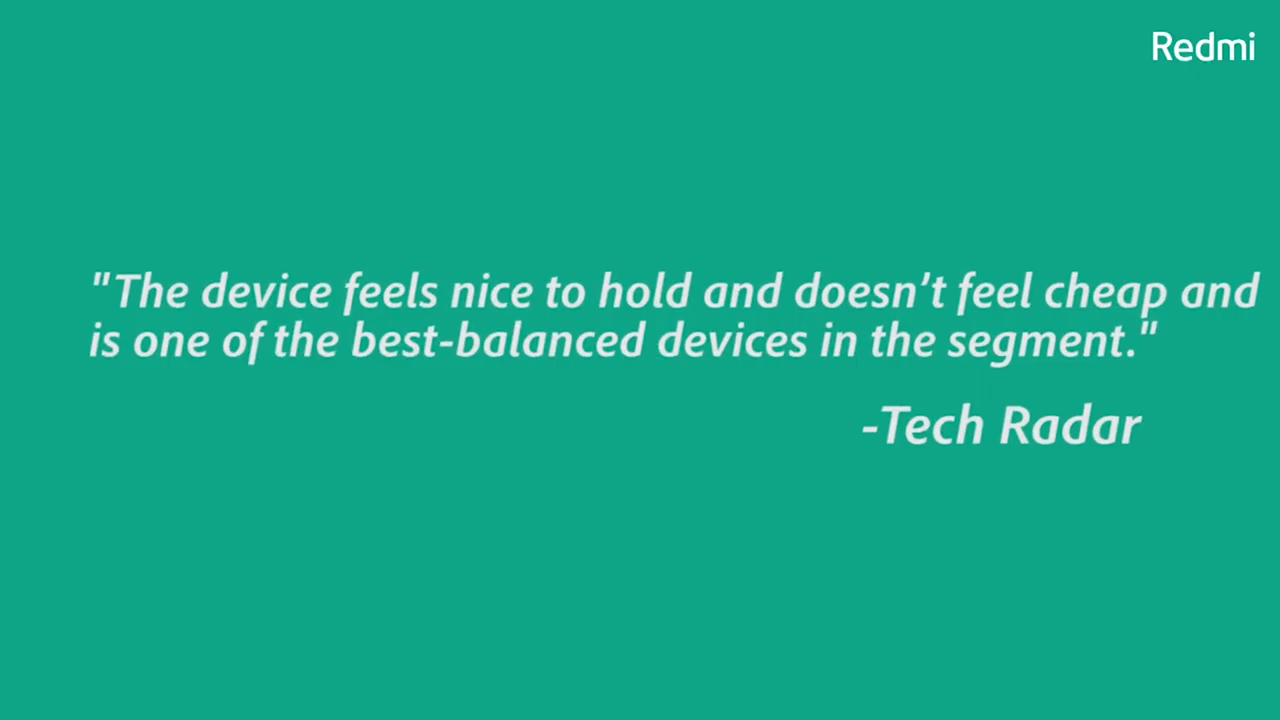 Redmi
"The device feels nice to hold and doesn’t feel cheap and
is one of the best-balanced devices in the segment."
-Tech Radar